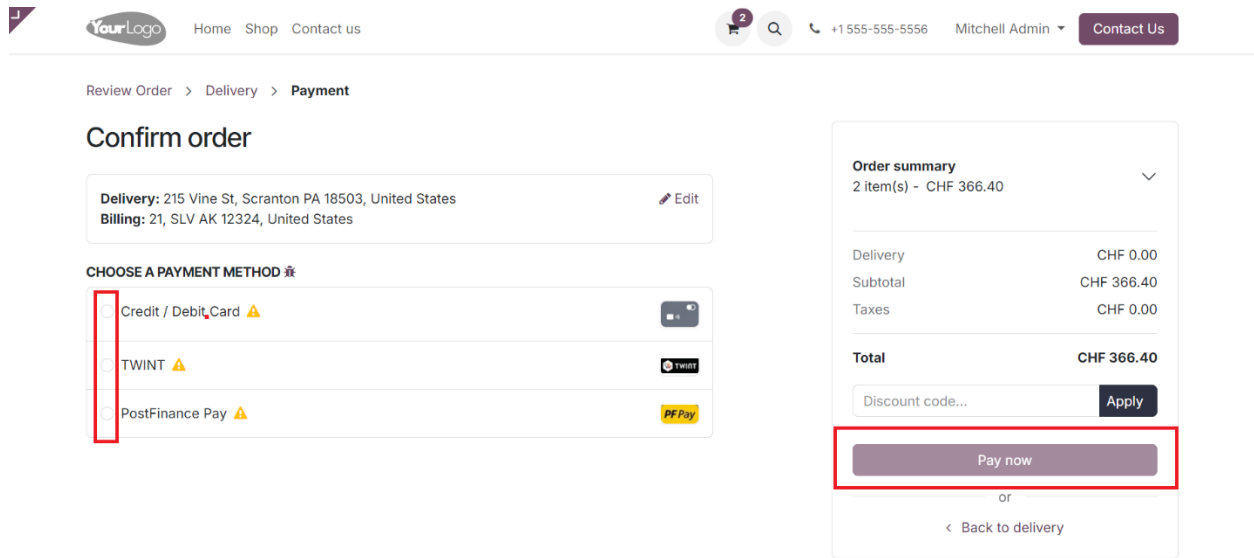 YourLogo Home Shop Contact us 2 +1 555-555-5556 Mitchell Admin Contact Us
Review Order > Delivery > Payment
Confirm order
Delivery: 215 Vine St, Scranton PA 18503, United States Edit
Billing: 21, SLV AK 12324, United States
CHOOSE A PAYMENT METHOD
Credit / Debit Card
TWINT TWINT
PostFinance Pay PF Pay
Order summary
2 item(s) - CHF 366.40
Delivery CHF 0.00
Subtotal CHF 366.40
Taxes CHF 0.00
Total CHF 366.40
Discount code... Apply
Pay now
or
< Back to delivery